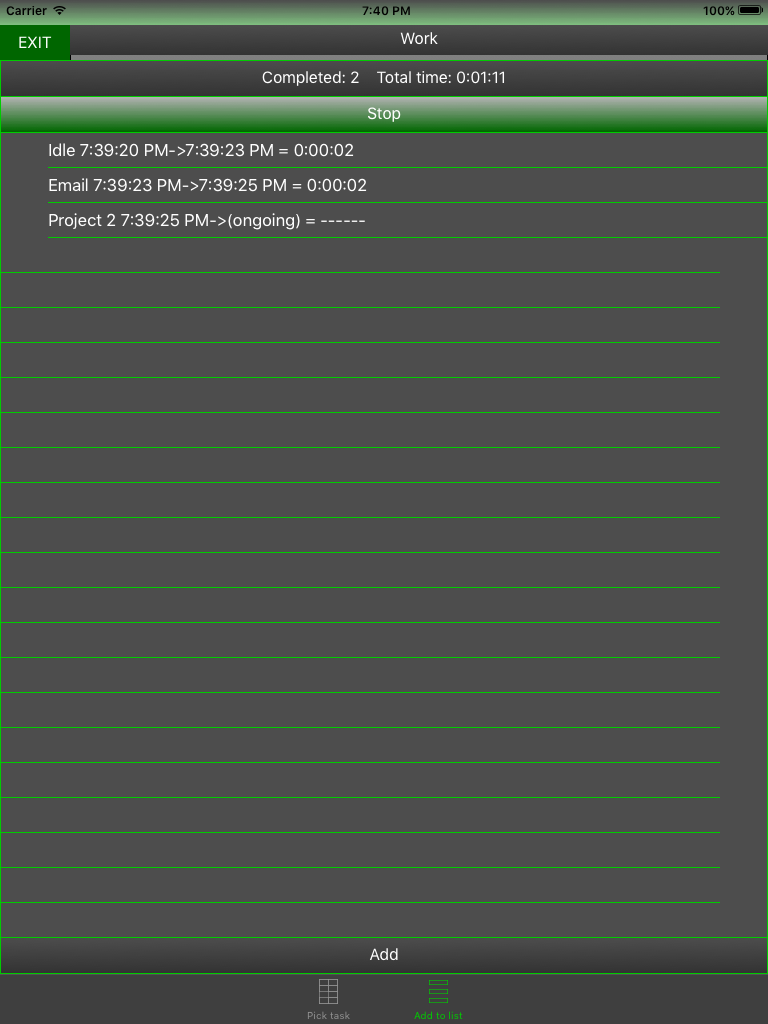 Carrier 7:40 PM 100%
EXIT Work
Completed: 2 Total time: 0:01:11
Stop
Idle 7:39:20 PM->7:39:23 PM = 0:00:02
Email 7:39:23 PM->7:39:25 PM = 0:00:02
Project 2 7:39:25 PM->(ongoing) = ------
Add
Pick task Add to list